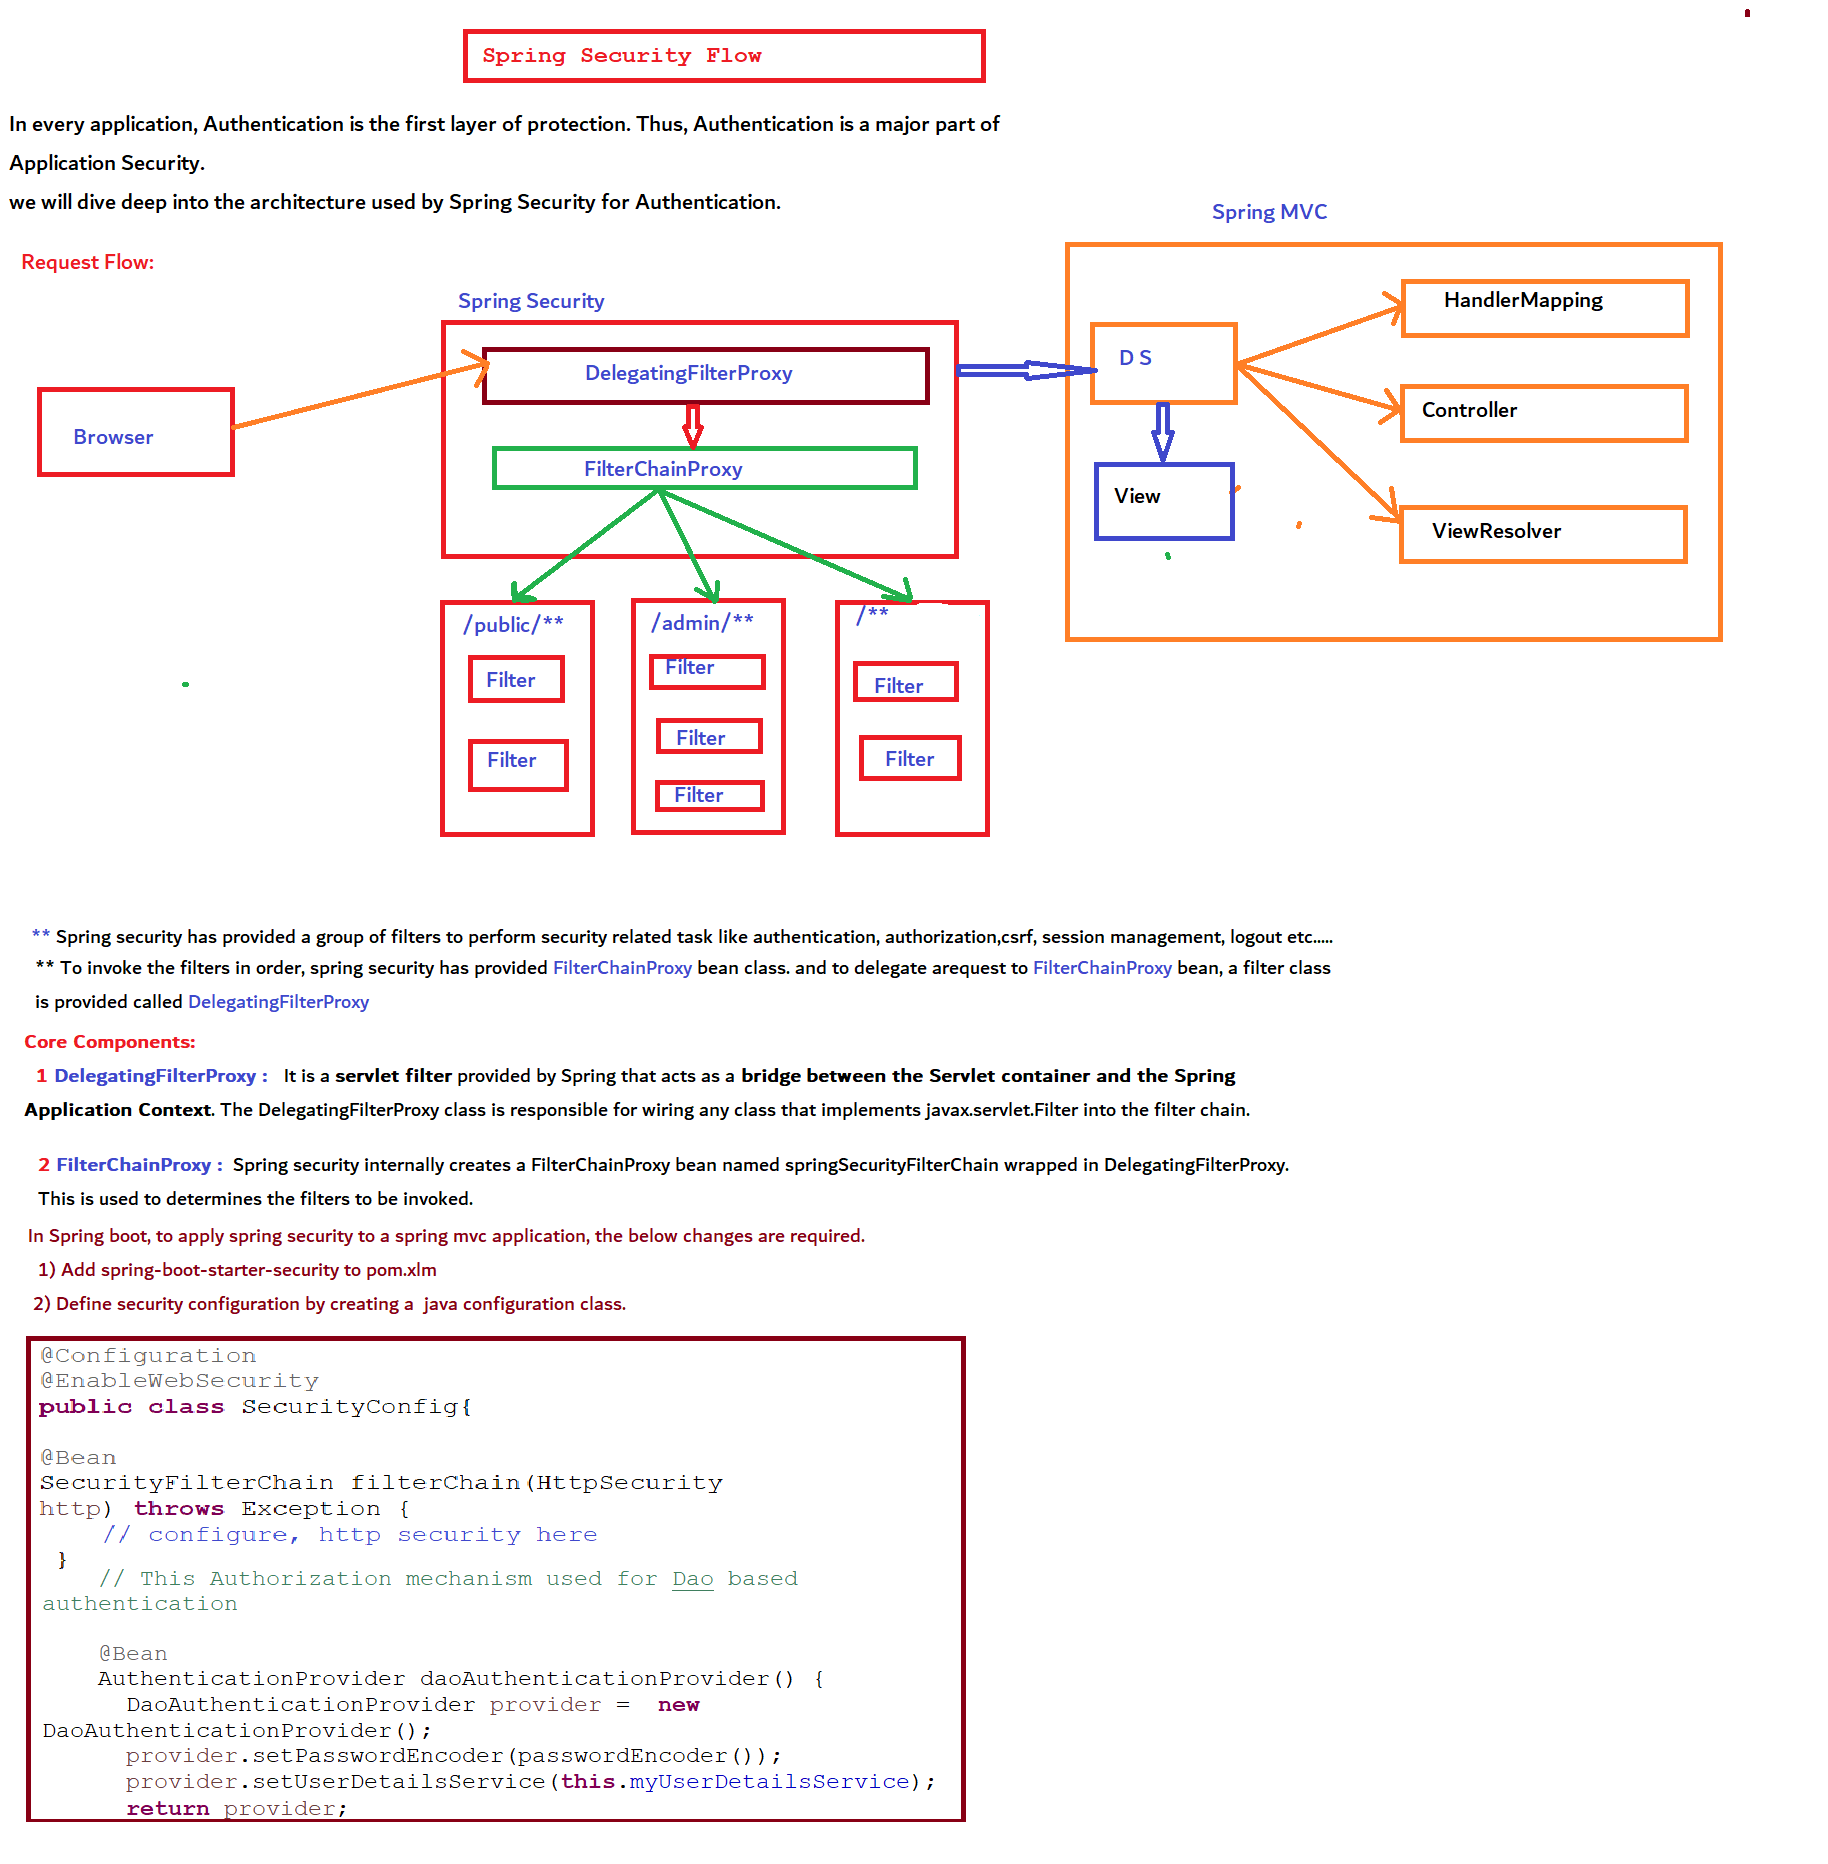 Spring Security Flow
In every application, Authentication is the first layer of protection. Thus, Authentication is a major part of
Application Security.
we will dive deep into the architecture used by Spring Security for Authentication.
Spring MVC
Request Flow:
Spring Security
HandlerMapping
DelegatingFilterProxy
D S
Controller
Browser
FilterChainProxy
View
ViewResolver
/public/**
/admin/**
/**
Filter
Filter
Filter
Filter
Filter
Filter
Filter
** Spring security has provided a group of filters to perform security related task like authentication, authorization,csrf, session management, logout etc.....
** To invoke the filters in order, spring security has provided FilterChainProxy bean class. and to delegate arequest to FilterChainProxy bean, a filter class
is provided called DelegatingFilterProxy
Core Components:
1 DelegatingFilterProxy : It is a servlet filter provided by Spring that acts as a bridge between the Servlet container and the Spring
Application Context. The DelegatingFilterProxy class is responsible for wiring any class that implements javax.servlet.Filter into the filter chain.
2 FilterChainProxy : Spring security internally creates a FilterChainProxy bean named springSecurityFilterChain wrapped in DelegatingFilterProxy.
This is used to determines the filters to be invoked.
In Spring boot, to apply spring security to a spring mvc application, the below changes are required.
1) Add spring-boot-starter-security to pom.xlm
2) Define security configuration by creating a java configuration class.
@Configuration
@EnableWebSecurity
public class SecurityConfig{
@Bean
SecurityFilterChain filterChain(HttpSecurity
http) throws Exception {
// configure, http security here
}
// This Authorization mechanism used for Dao based
authentication
@Bean
AuthenticationProvider daoAuthenticationProvider() {
DaoAuthenticationProvider provider = new
DaoAuthenticationProvider();
provider.setPasswordEncoder(passwordEncoder());
provider.setUserDetailsService(this.myUserDetailsService);
return provider;